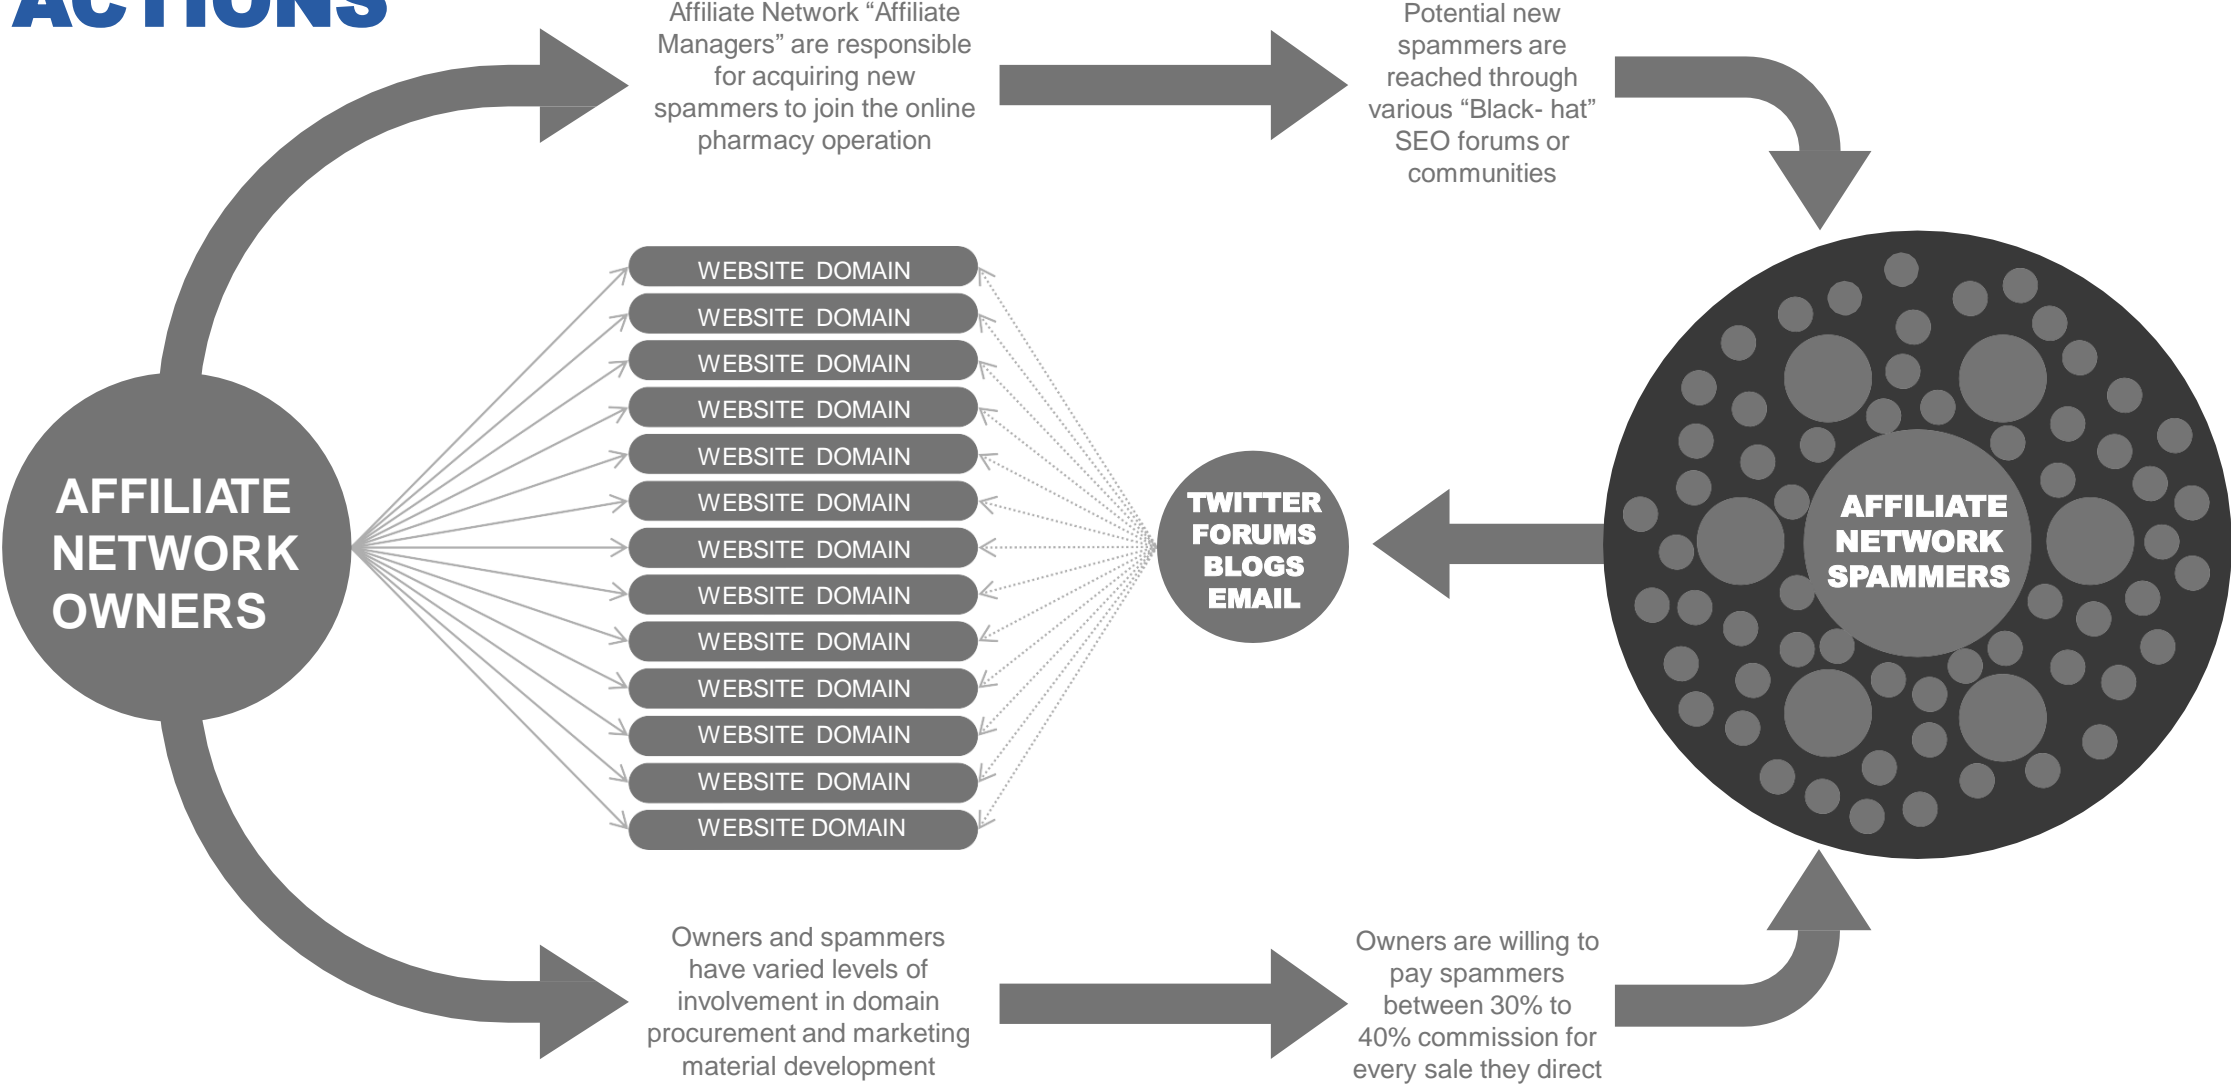 ACTIONS
Affiliate Network “Affiliate
Managers” are responsible
for acquiring new
spammers to join the online
pharmacy operation
Potential new
spammers are
reached through
various “Black- hat”
SEO forums or
communities
AFFILIATE
NETWORK
OWNERS
WEBSITE DOMAIN
WEBSITE DOMAIN
WEBSITE DOMAIN
WEBSITE DOMAIN
WEBSITE DOMAIN
WEBSITE DOMAIN
WEBSITE DOMAIN
WEBSITE DOMAIN
WEBSITE DOMAIN
WEBSITE DOMAIN
WEBSITE DOMAIN
WEBSITE DOMAIN
WEBSITE DOMAIN
TWITTER
FORUMS
BLOGS
EMAIL
AFFILIATE
NETWORK
SPAMMERS
Owners and spammers
have varied levels of
involvement in domain
procurement and marketing
material development
Owners are willing to
pay spammers
between 30% to
40% commission for
every sale they direct